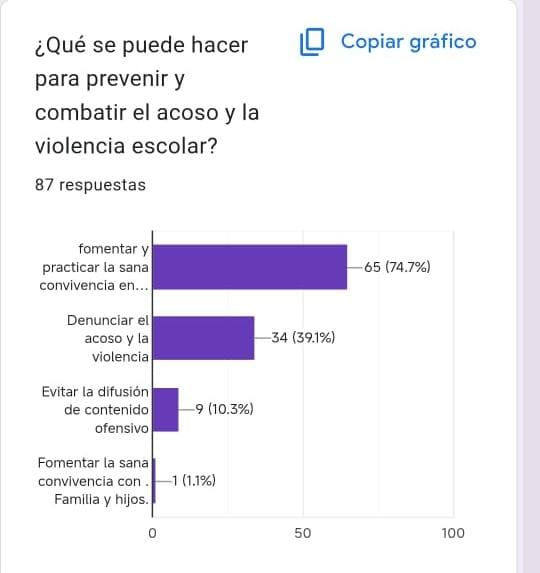 ¿Qué se puede hacer
para prevenir y
combatir el acoso y la
violencia escolar?
Copiar gráfico
87 respuestas
fomentar y
practicar la sana
convivencia en...
65 (74.7%)
Denunciar el
acoso y la
violencia
34 (39.1%)
Evitar la difusión
de contenido
ofensivo
9 (10.3%)
Fomentar la sana
convivencia con .
Familia y hijos.
1 (1.1%)
0
50
100